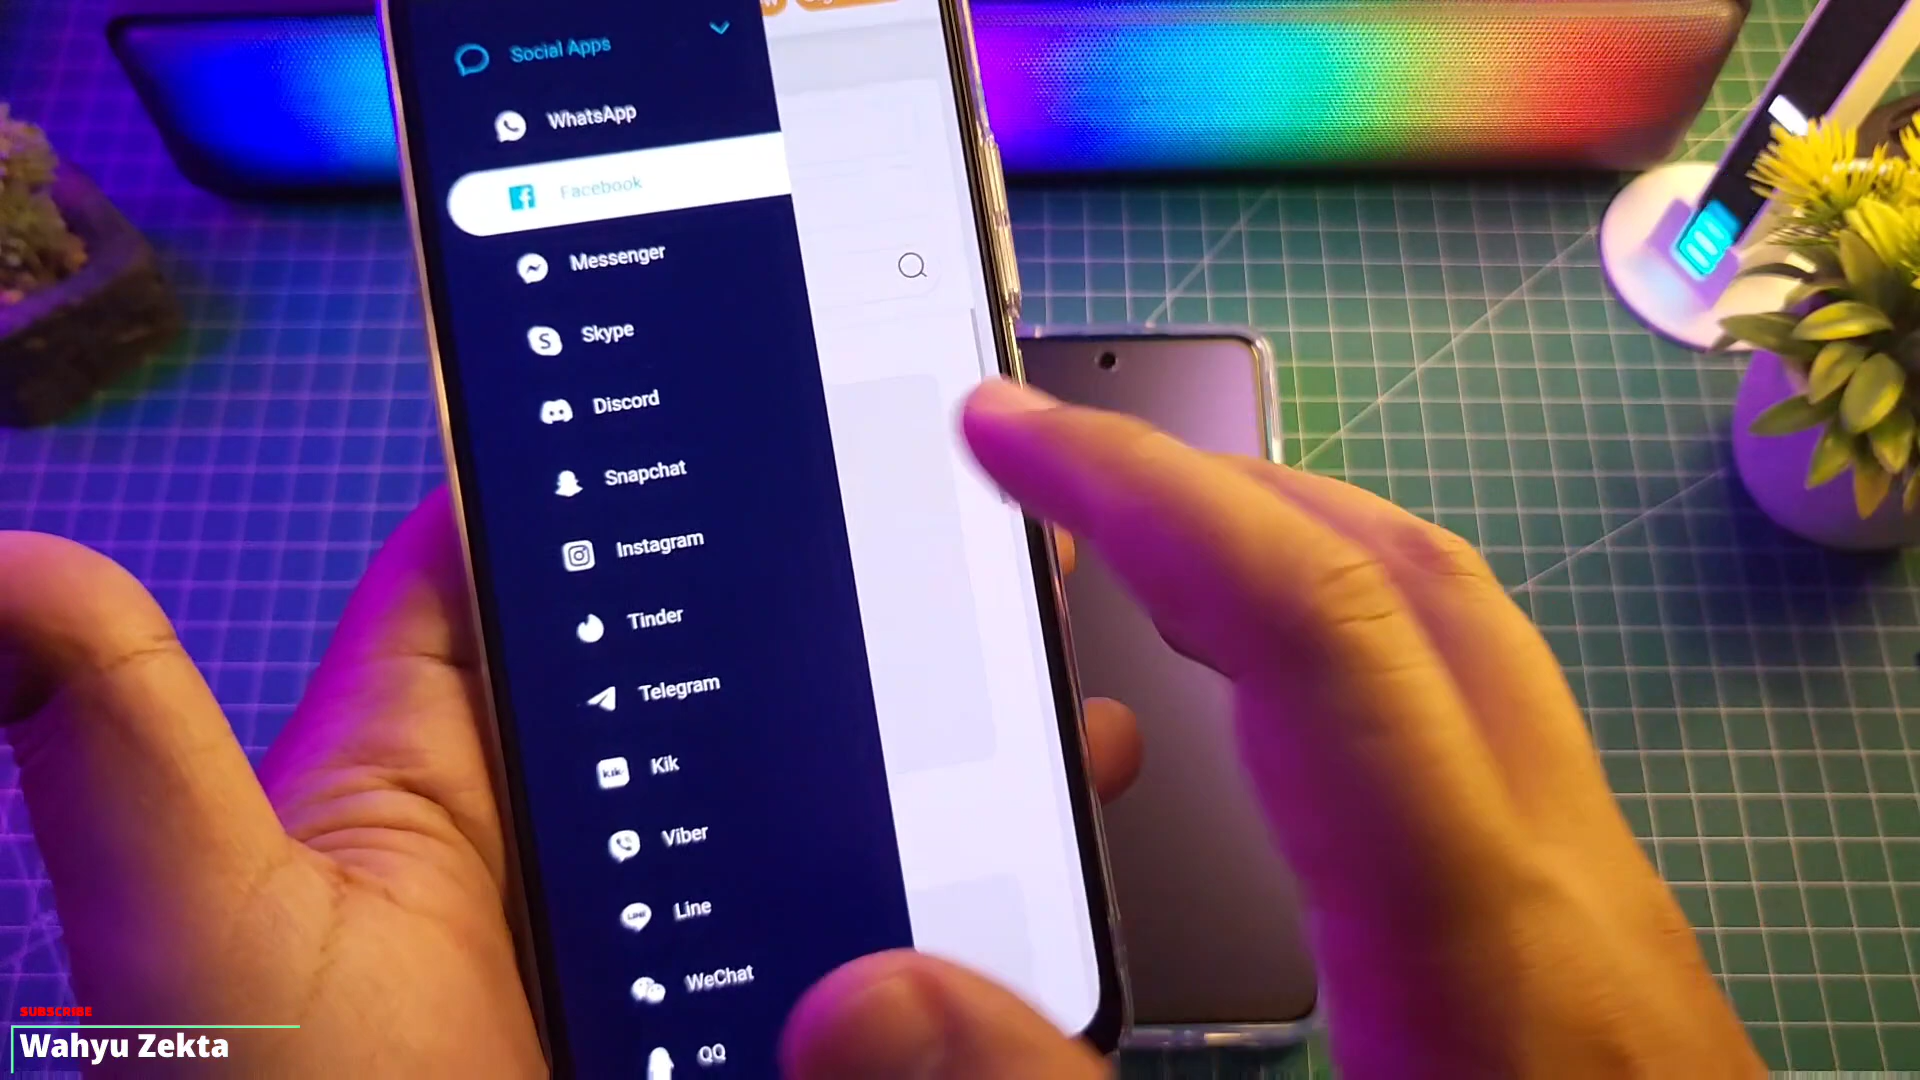 Social Apps
WhatsApp
Facebook
Messenger
Skype
Discord
Snapchat
Instagram
Tinder
Telegram
Kik
Viber
Line
WeChat
QQ
SUBSCRIBE
Wahyu Zekta